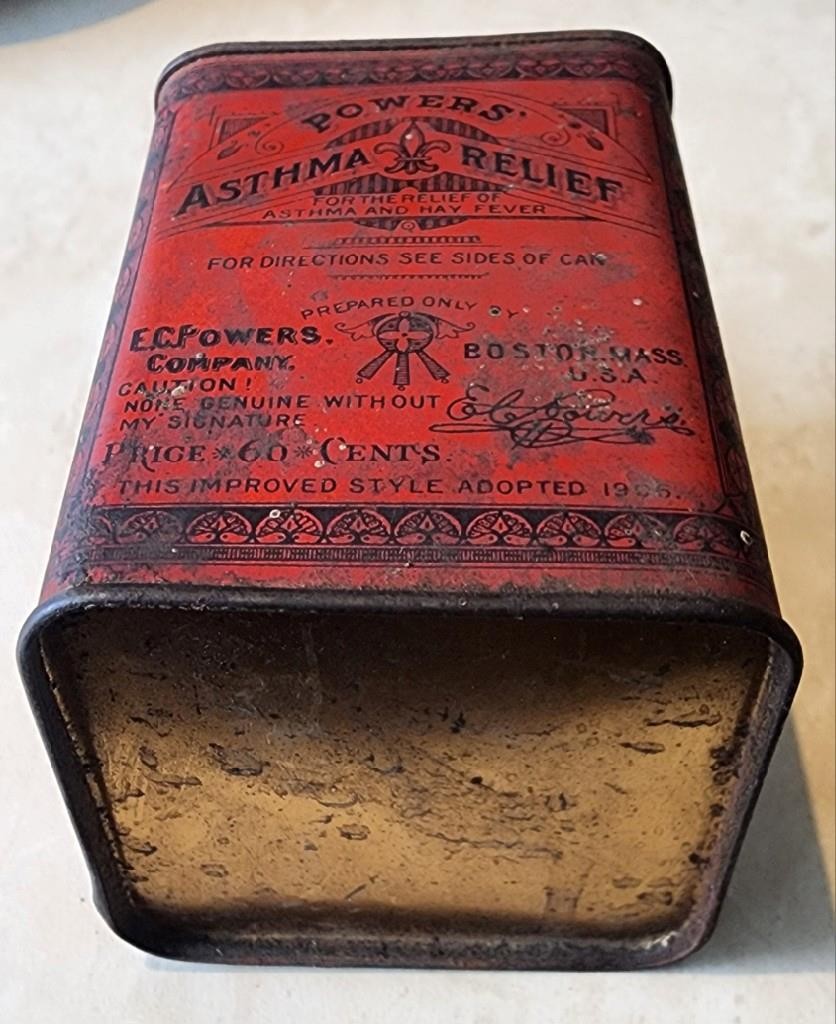 POWERS'
ASTHMA RELIEF
FOR THE RELIEF OF
ASTHMA AND HAY FEVER
FOR DIRECTIONS SEE SIDES OF CAN
PREPARED ONLY BY
E.C. POWERS.
COMPANY.
BOSTON, MASS.
U.S.A.
CAUTION!
NONE GENUINE WITHOUT
MY SIGNATURE
E C Powers
PRICE * 60 * CENTS.
THIS IMPROVED STYLE ADOPTED